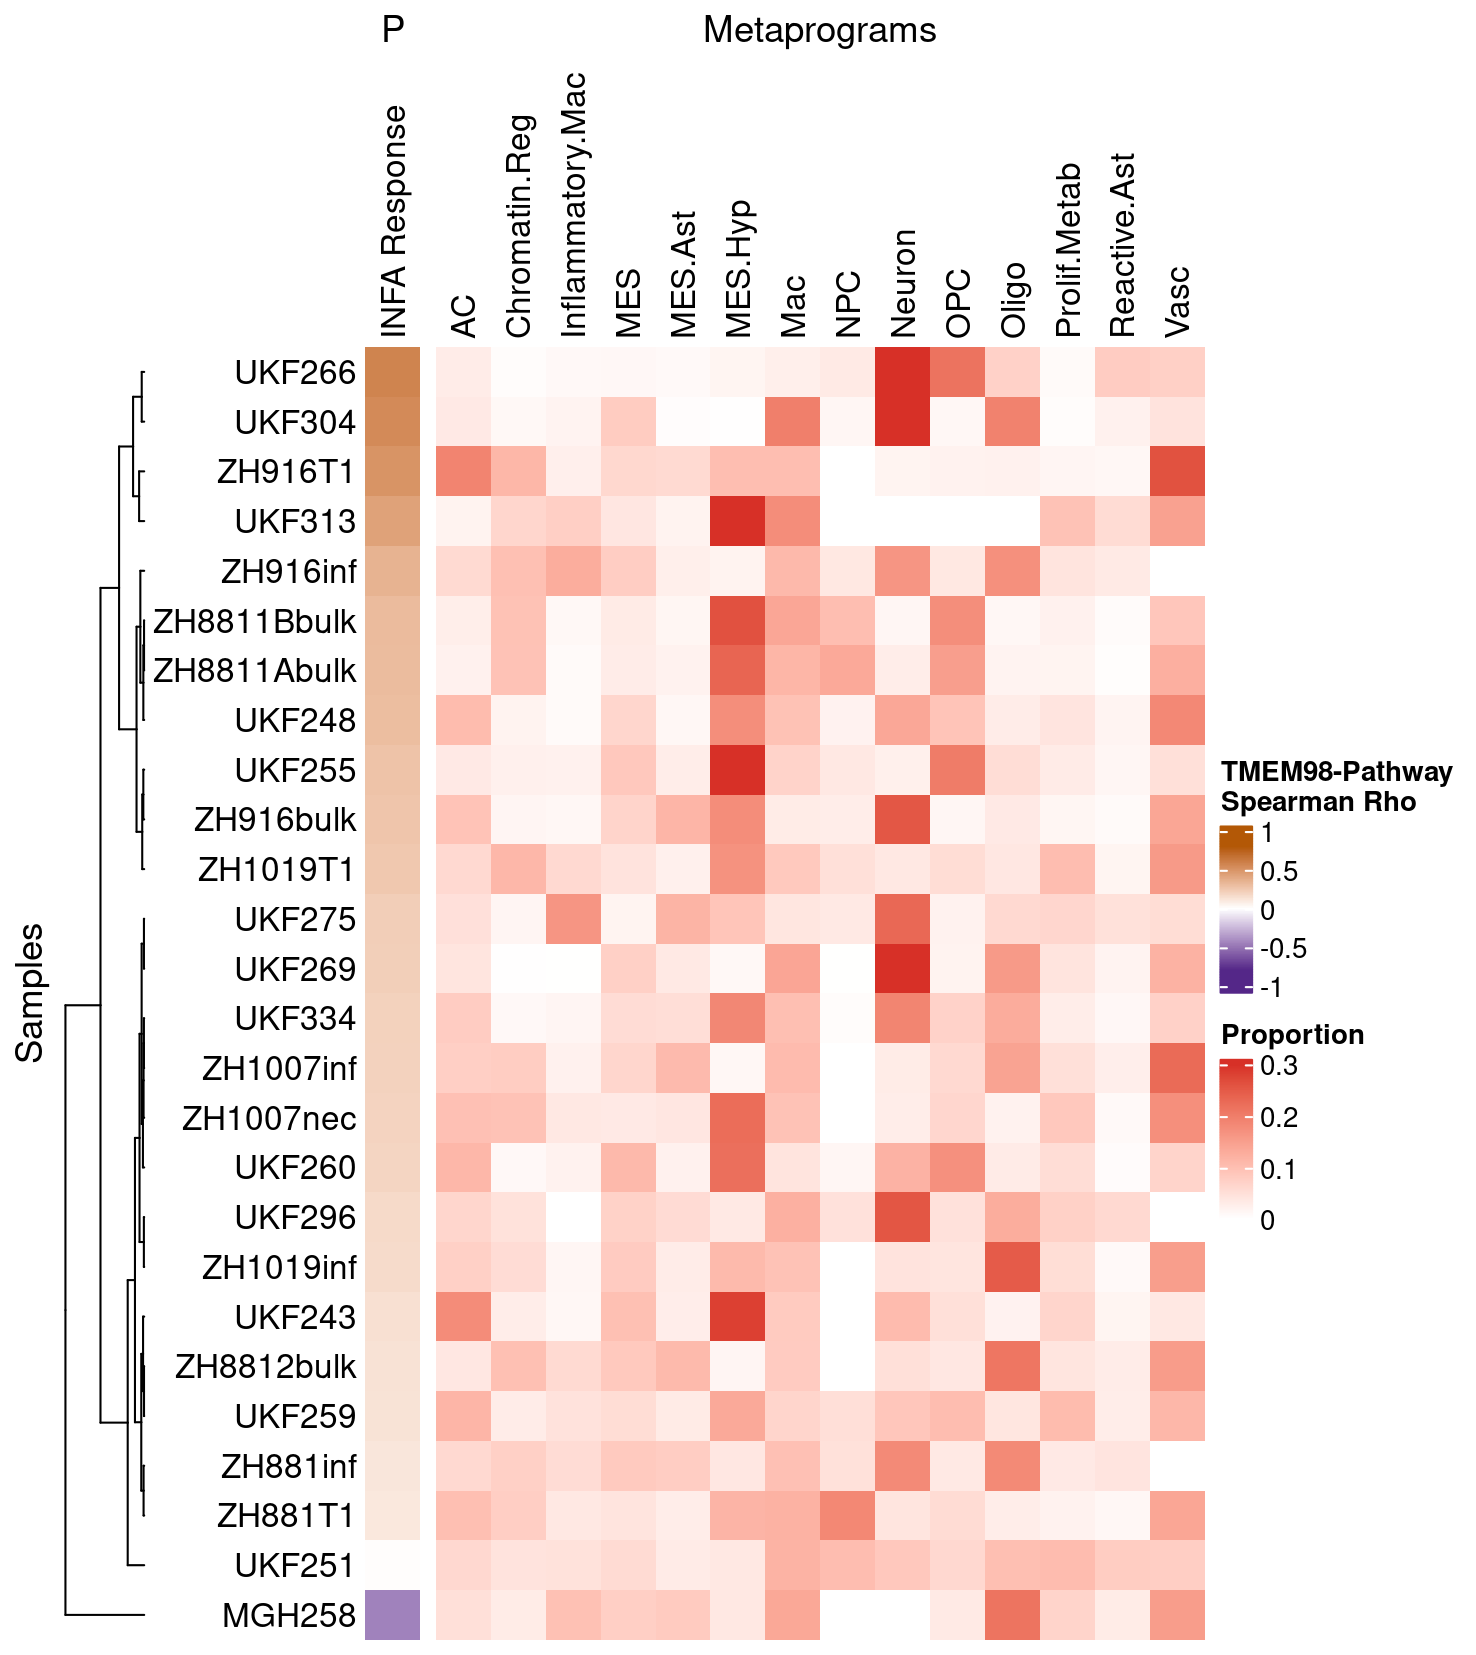 P
Metaprograms
INFA Response
AC
Chromatin.Reg
Inflammatory.Mac
MES
MES.Ast
MES.Hyp
Mac
NPC
Neuron
OPC
Oligo
Prolif.Metab
Reactive.Ast
Vasc
Samples
UKF266
UKF304
ZH916T1
UKF313
ZH916inf
ZH8811Bbulk
ZH8811Abulk
UKF248
UKF255
ZH916bulk
ZH1019T1
UKF275
UKF269
UKF334
ZH1007inf
ZH1007nec
UKF260
UKF296
ZH1019inf
UKF243
ZH8812bulk
UKF259
ZH881inf
ZH881T1
UKF251
MGH258
TMEM98-Pathway
Spearman Rho
1
0.5
0
-0.5
-1
Proportion
0.3
0.2
0.1
0